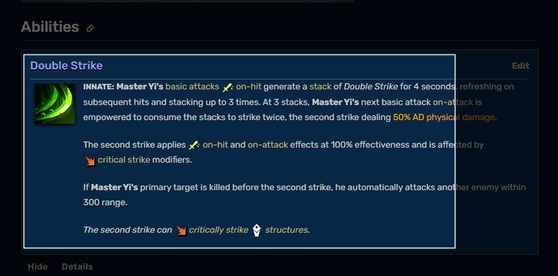 Abilities
Double Strike
Edit
INNATE: Master Yi's basic attacks on-hit generate a stack of Double Strike for 4 seconds, refreshing on
subsequent hits and stacking up to 3 times. At 3 stacks, Master Yi's next basic attack on-attack is
empowered to consume the stacks to strike twice, the second strike dealing 50% AD physical damage.
The second strike applies on-hit and on-attack effects at 100% effectiveness and is affected by
critical strike modifiers.
If Master Yi's primary target is killed before the second strike, he automatically attacks another enemy within
300 range.
The second strike can critically strike structures.
Hide Details